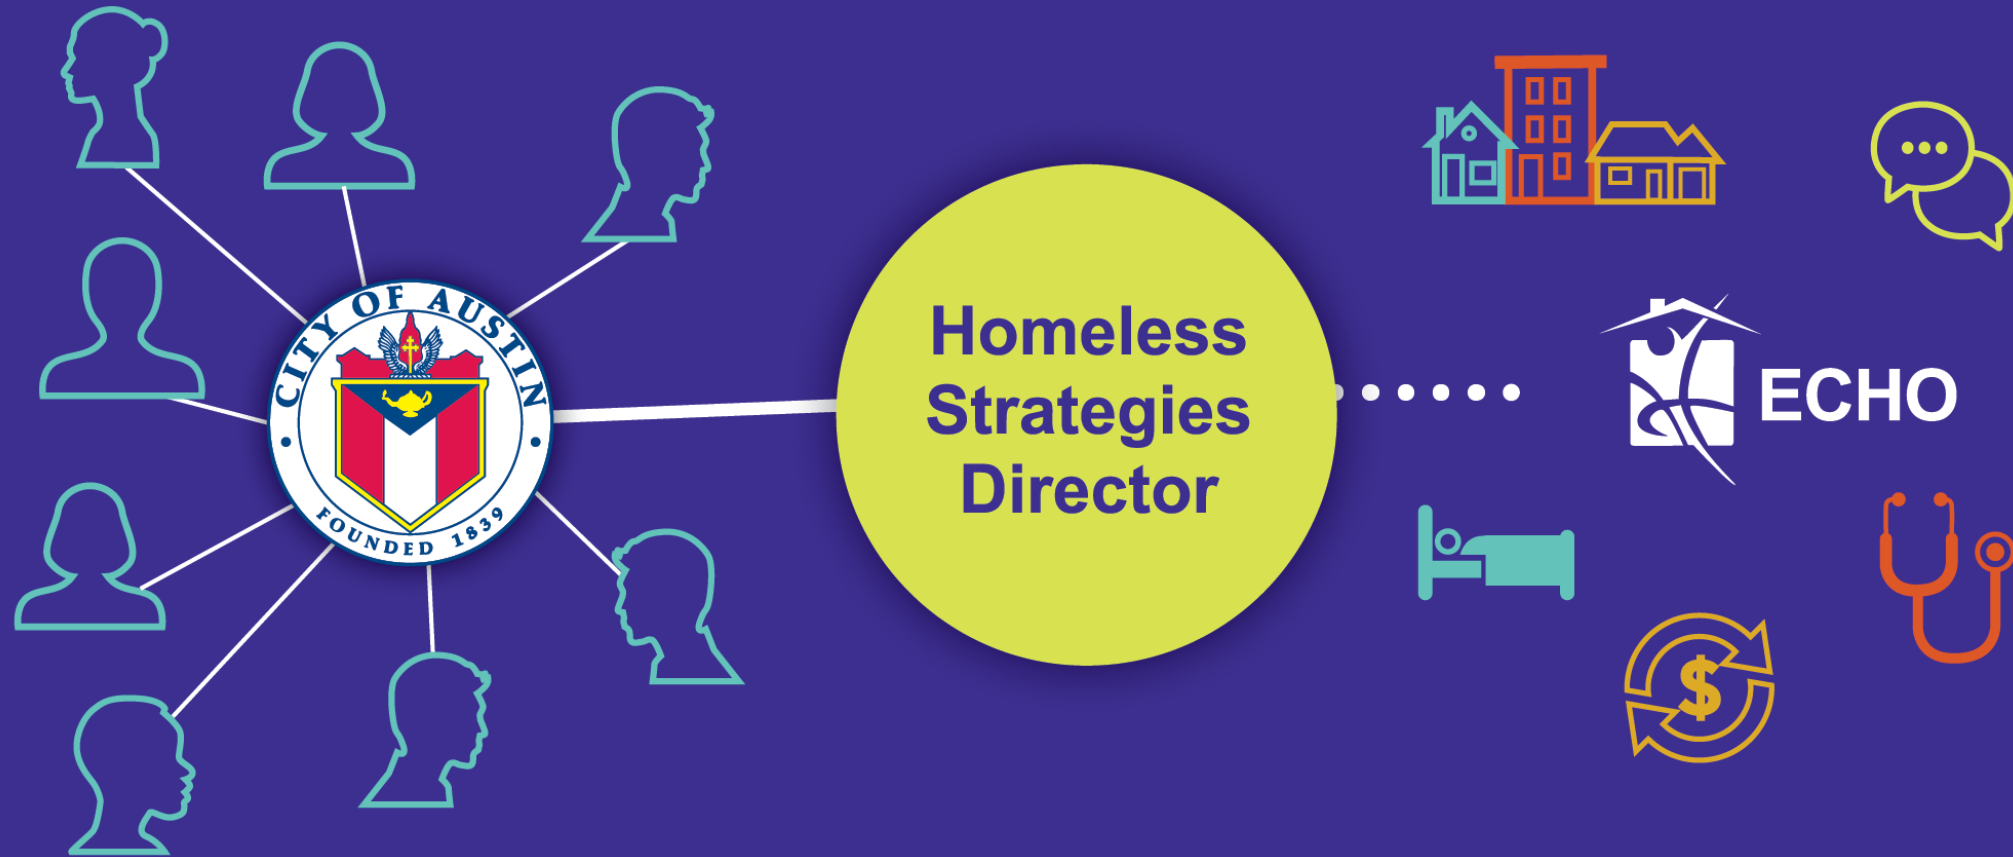 CITY OF AUSTIN
FOUNDED 1839
Homeless
Strategies
Director
ECHO
$